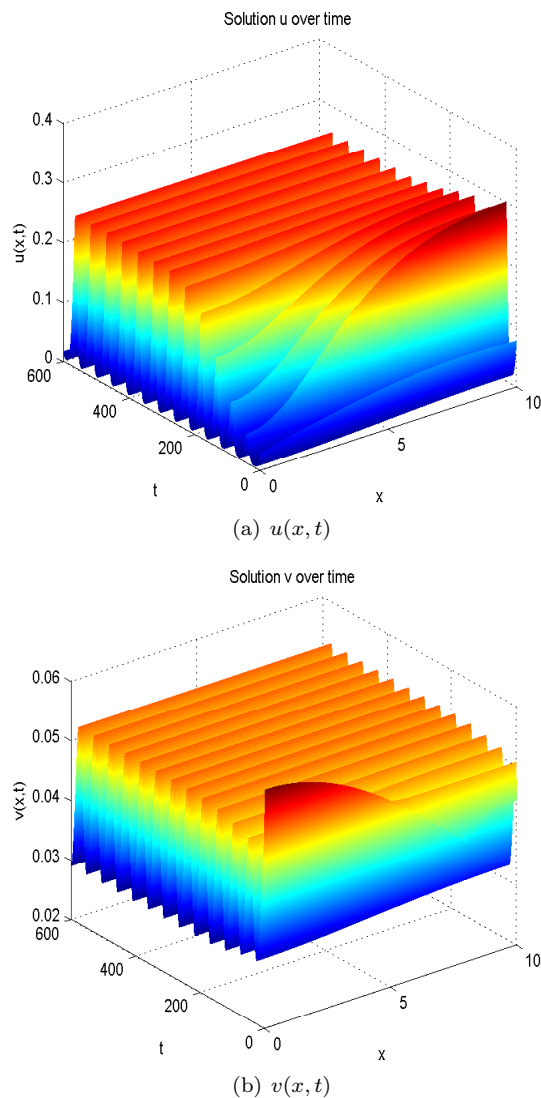 Solution u over time
0.4
0.3
0.2
0.1
0
u(x,t)
600
400
200
0
t
0
5
10
x
(a) u(x, t)
Solution v over time
0.06
0.05
0.04
0.03
0.02
v(x,t)
600
400
200
0
t
0
5
10
x
(b) v(x, t)